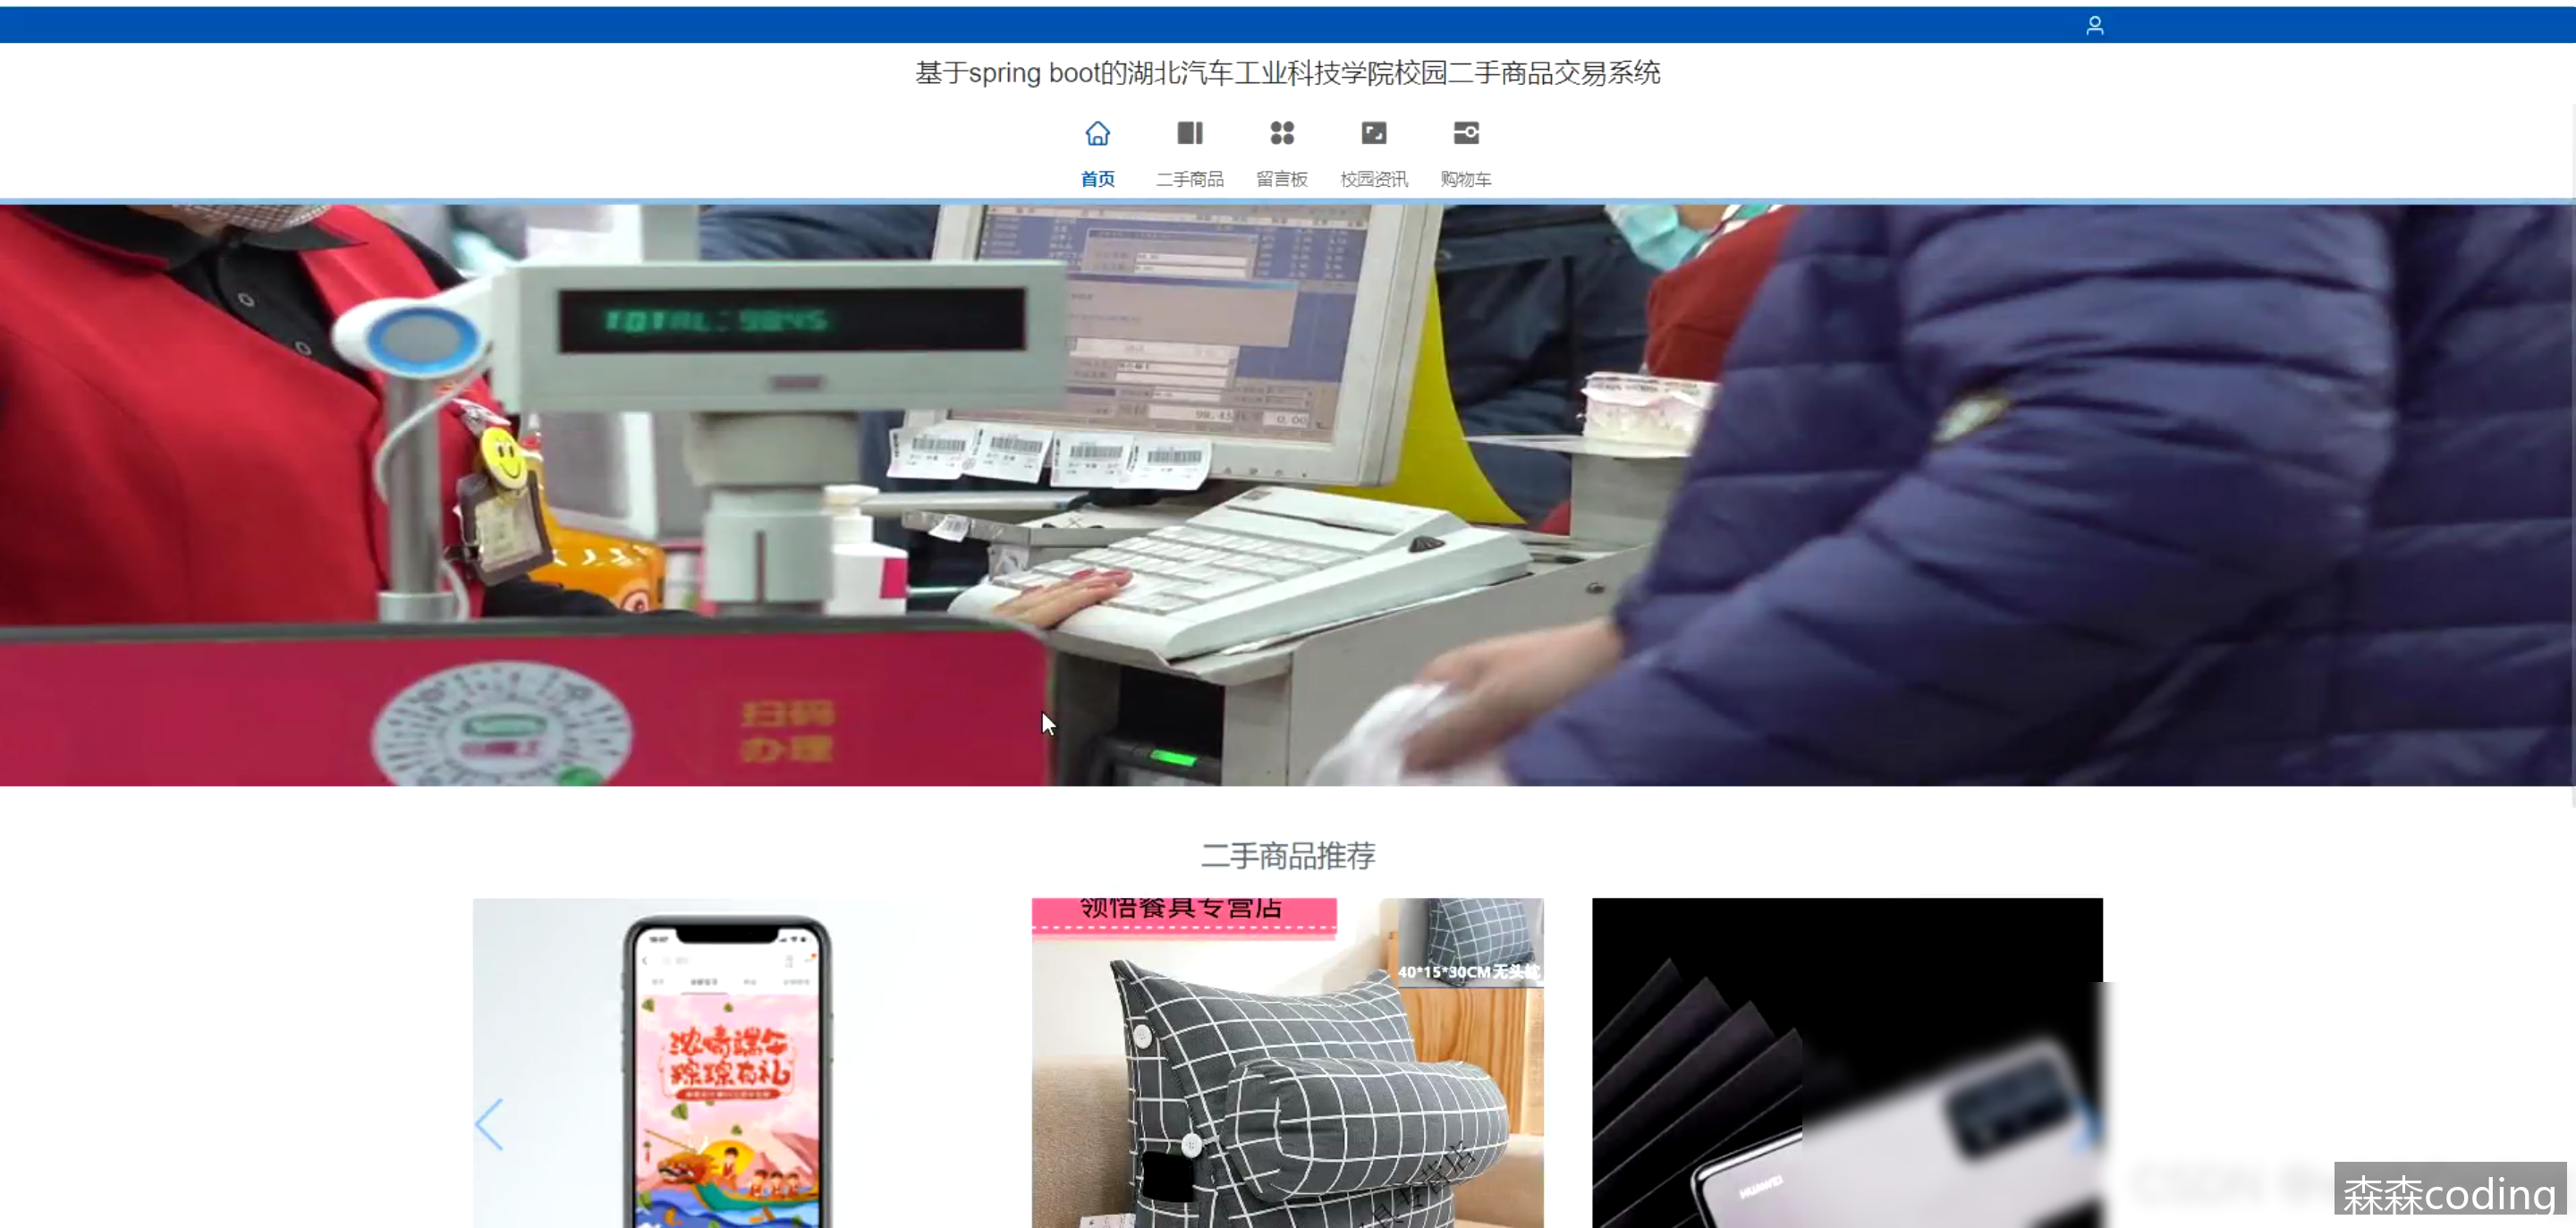 基于spring boot的湖北汽车工业科技学院校园二手商品交易系统
首页
二手商品
留言板
校园资讯
购物车
TOTAL: 98.45
扫码
办理
二手商品推荐
浓情端午
粽粽有礼
领悟餐具专营店
40*15*30CM无头枕
HUAWEI
森森coding